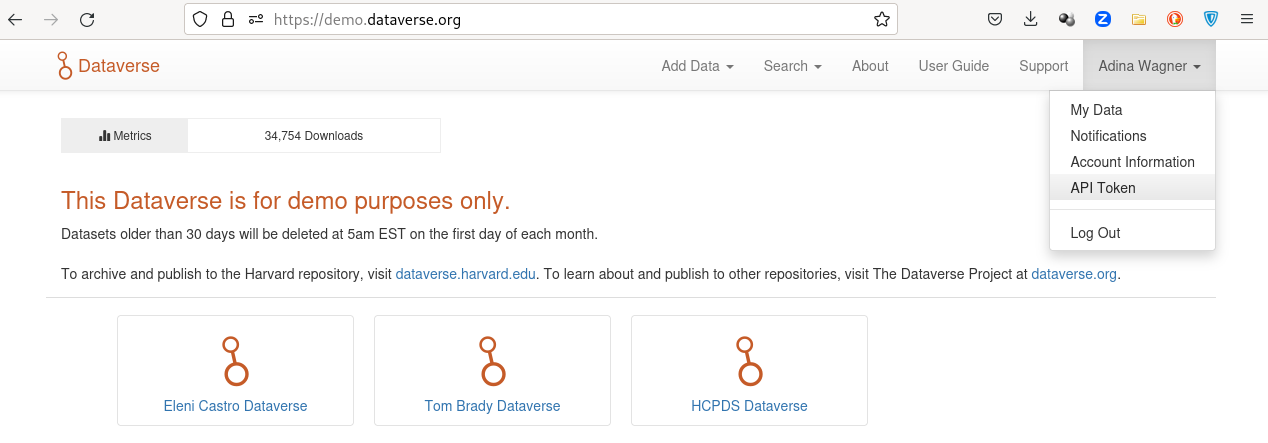 https://demo.dataverse.org
Dataverse
Add Data
Search
About
User Guide
Support
Adina Wagner
My Data
Notifications
Account Information
API Token
Log Out
Metrics
34,754 Downloads
This Dataverse is for demo purposes only.
Datasets older than 30 days will be deleted at 5am EST on the first day of each month.
To archive and publish to the Harvard repository, visit dataverse.harvard.edu. To learn about and publish to other repositories, visit The Dataverse Project at dataverse.org.
Eleni Castro Dataverse
Tom Brady Dataverse
HCPDS Dataverse